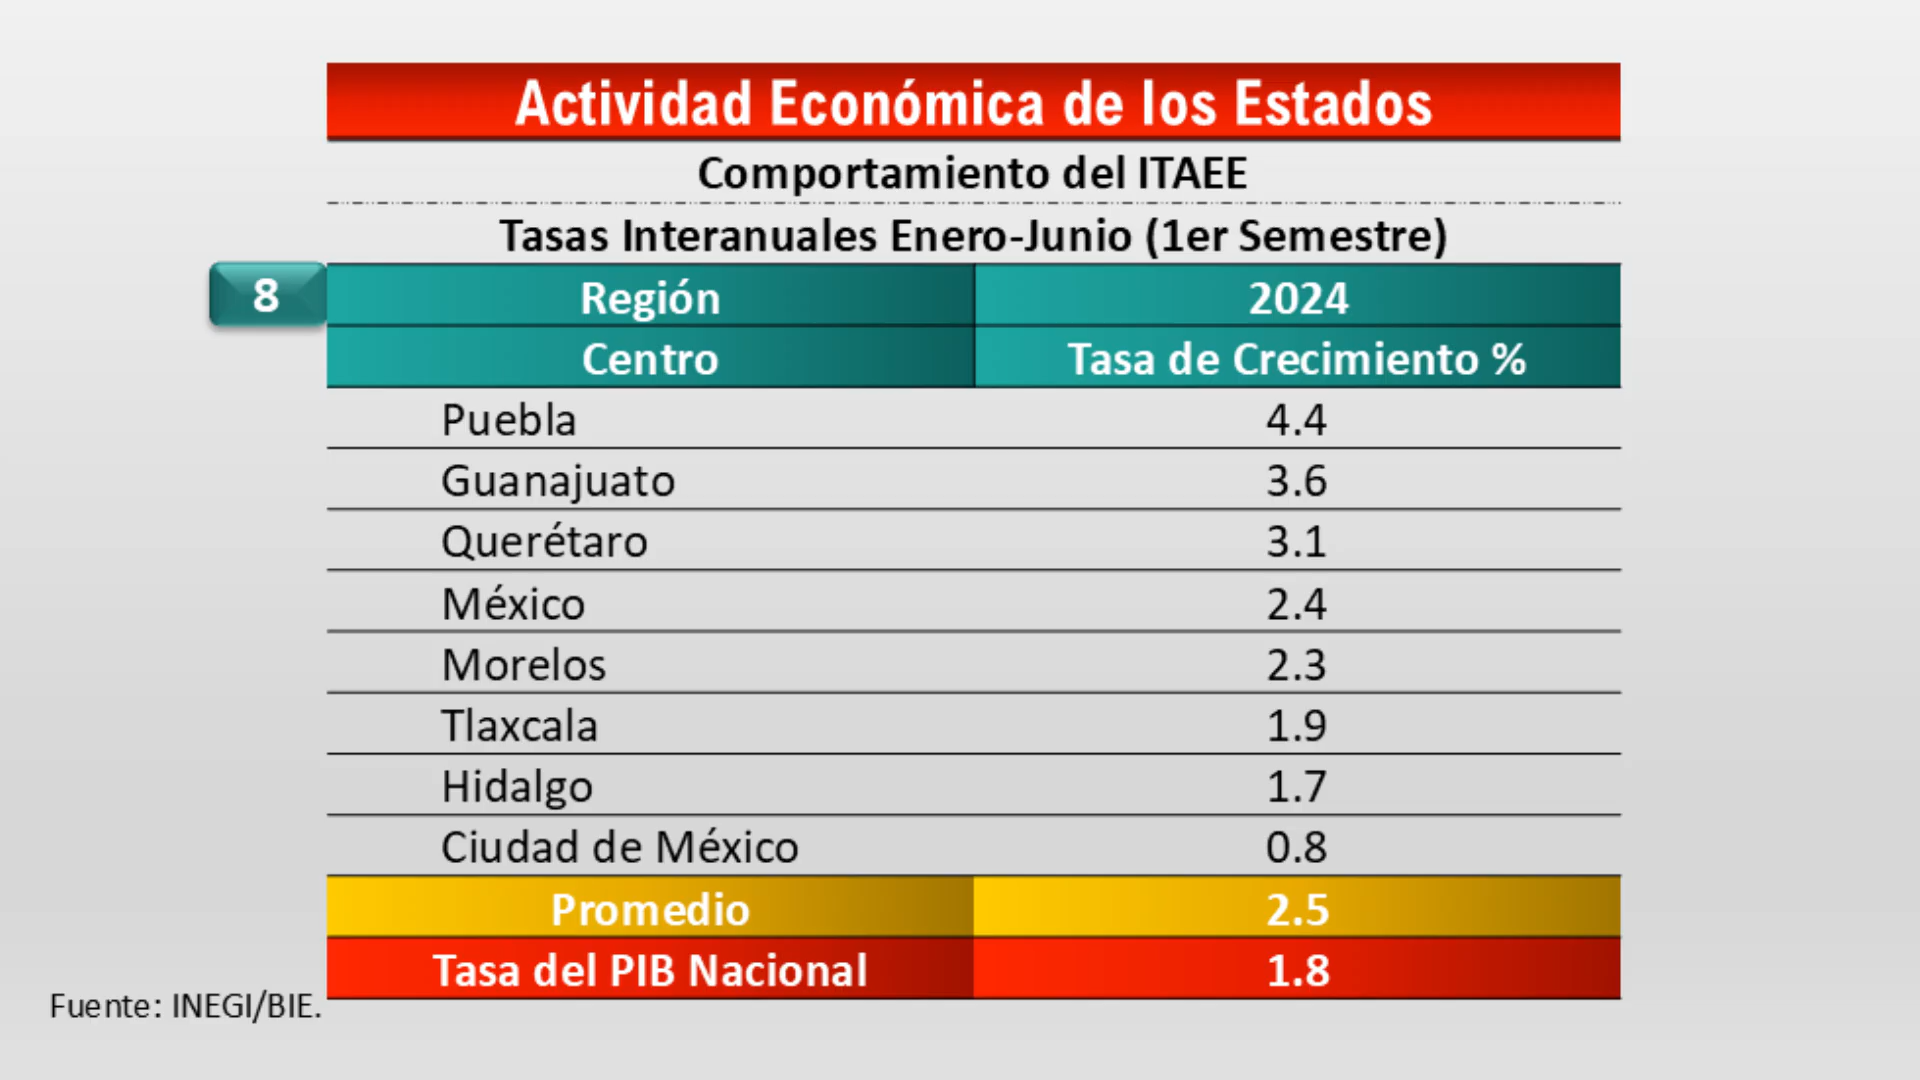 Actividad Económica de los Estados
Comportamiento del ITAEE
Tasas Interanuales Enero-Junio (1er Semestre)
8 Región 2024
Centro Tasa de Crecimiento %
Puebla 4.4
Guanajuato 3.6
Querétaro 3.1
México 2.4
Morelos 2.3
Tlaxcala 1.9
Hidalgo 1.7
Ciudad de México 0.8
Promedio 2.5
Tasa del PIB Nacional 1.8
Fuente: INEGI/BIE.